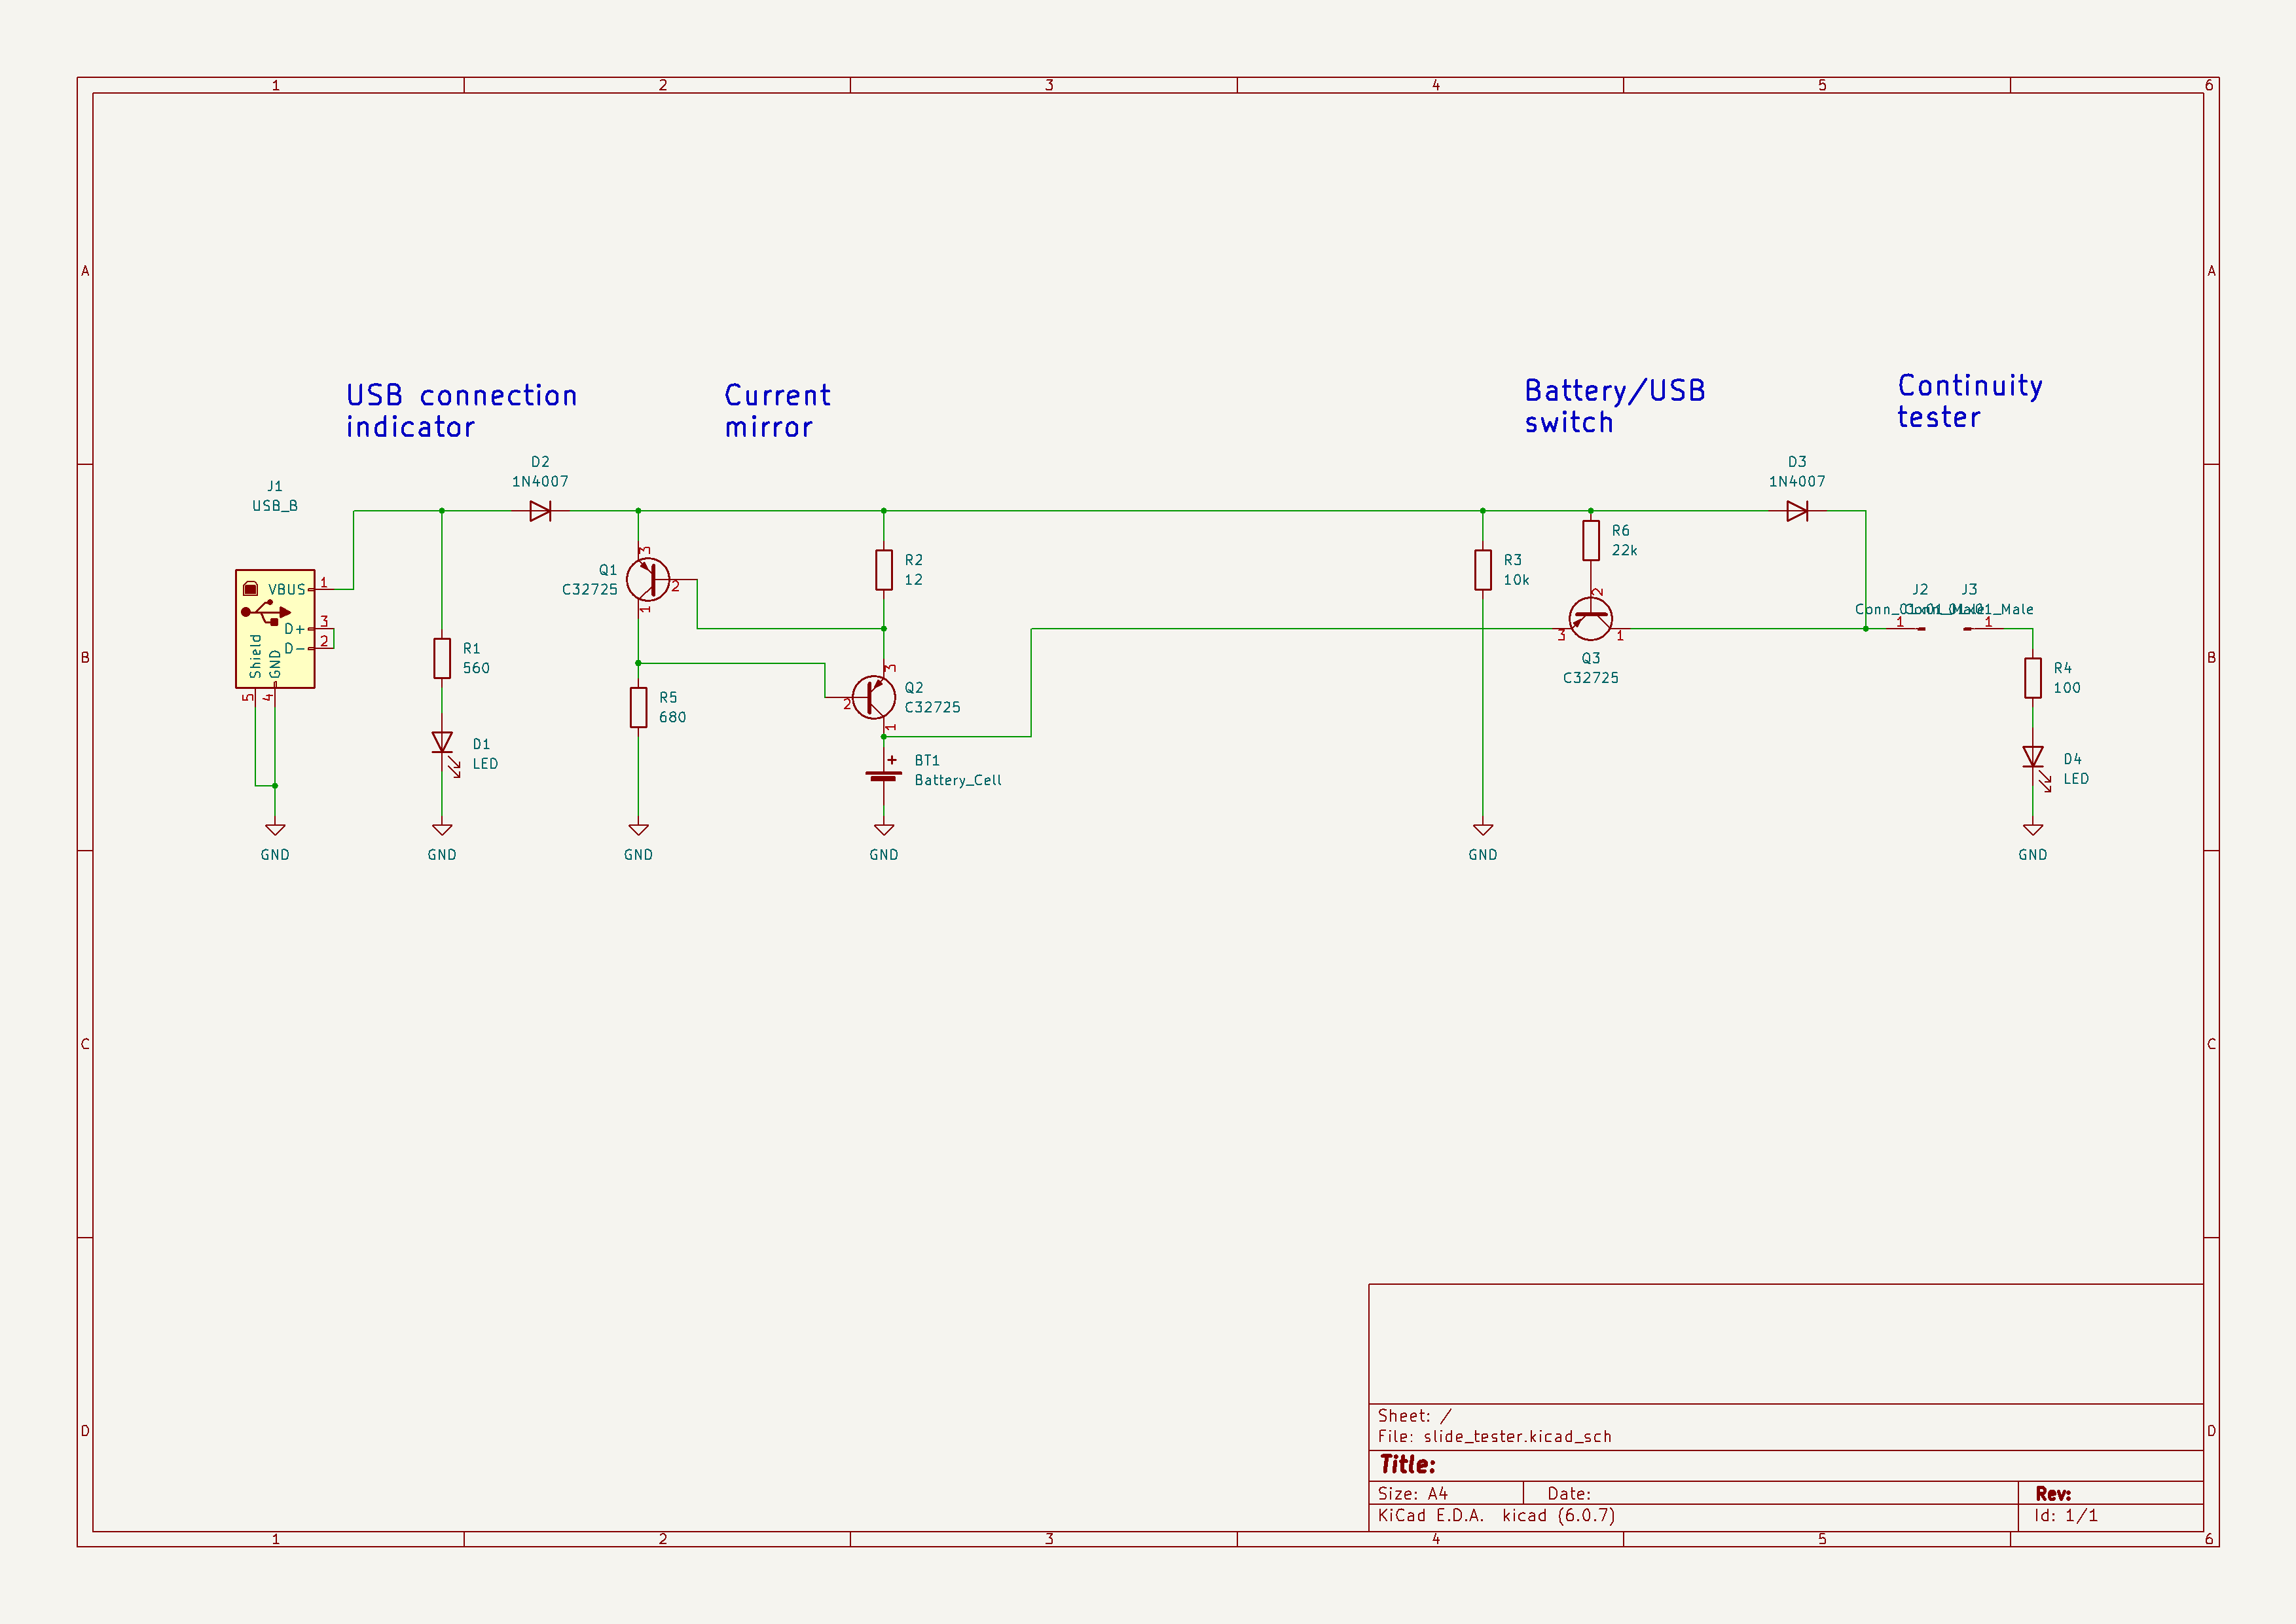 1 2 3 4 5 6
A A
B B
C C
D D
1 2 3 4 5 6
USB connection
indicator
Current
mirror
Battery/USB
switch
Continuity
tester
J1
USB_B
VBUS
D+
D-
Shield
GND
1
3
2
5
4
GND
R1
560
D1
LED
GND
D2
1N4007
Q1
C32725
3
2
1
R5
680
GND
R2
12
Q2
C32725
3
2
1
BT1
Battery_Cell
GND
R3
10k
GND
R6
22k
2
3
1
Q3
C32725
D3
1N4007
J2
Conn_01x01_Male
1
J3
Conn_01x01_Male
1
R4
100
D4
LED
GND
Sheet: /
File: slide_tester.kicad_sch
Title:
Size: A4
Date:
Rev:
KiCad E.D.A. kicad (6.0.7)
Id: 1/1